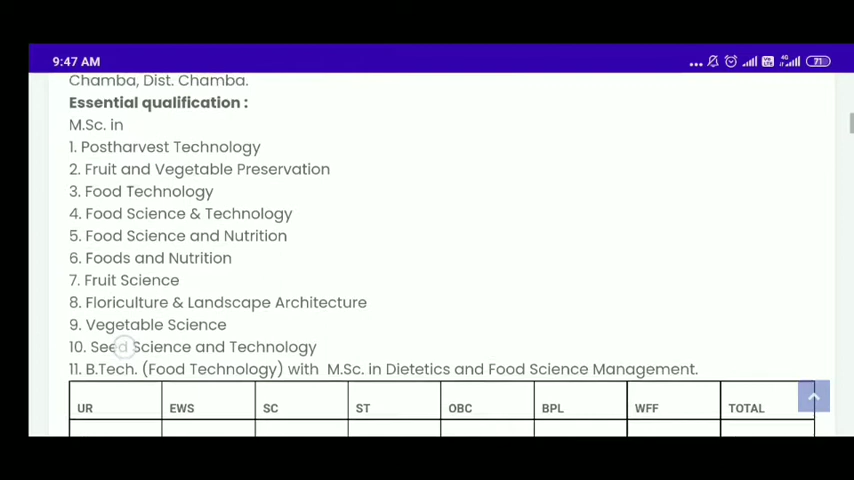 9:47 AM
4G
71
Chamba, Dist. Chamba.
Essential qualification :
M.Sc. in
1. Postharvest Technology
2. Fruit and Vegetable Preservation
3. Food Technology
4. Food Science & Technology
5. Food Science and Nutrition
6. Foods and Nutrition
7. Fruit Science
8. Floriculture & Landscape Architecture
9. Vegetable Science
10. Seed Science and Technology
11. B.Tech. (Food Technology) with M.Sc. in Dietetics and Food Science Management.
UR EWS SC ST OBC BPL WFF TOTAL